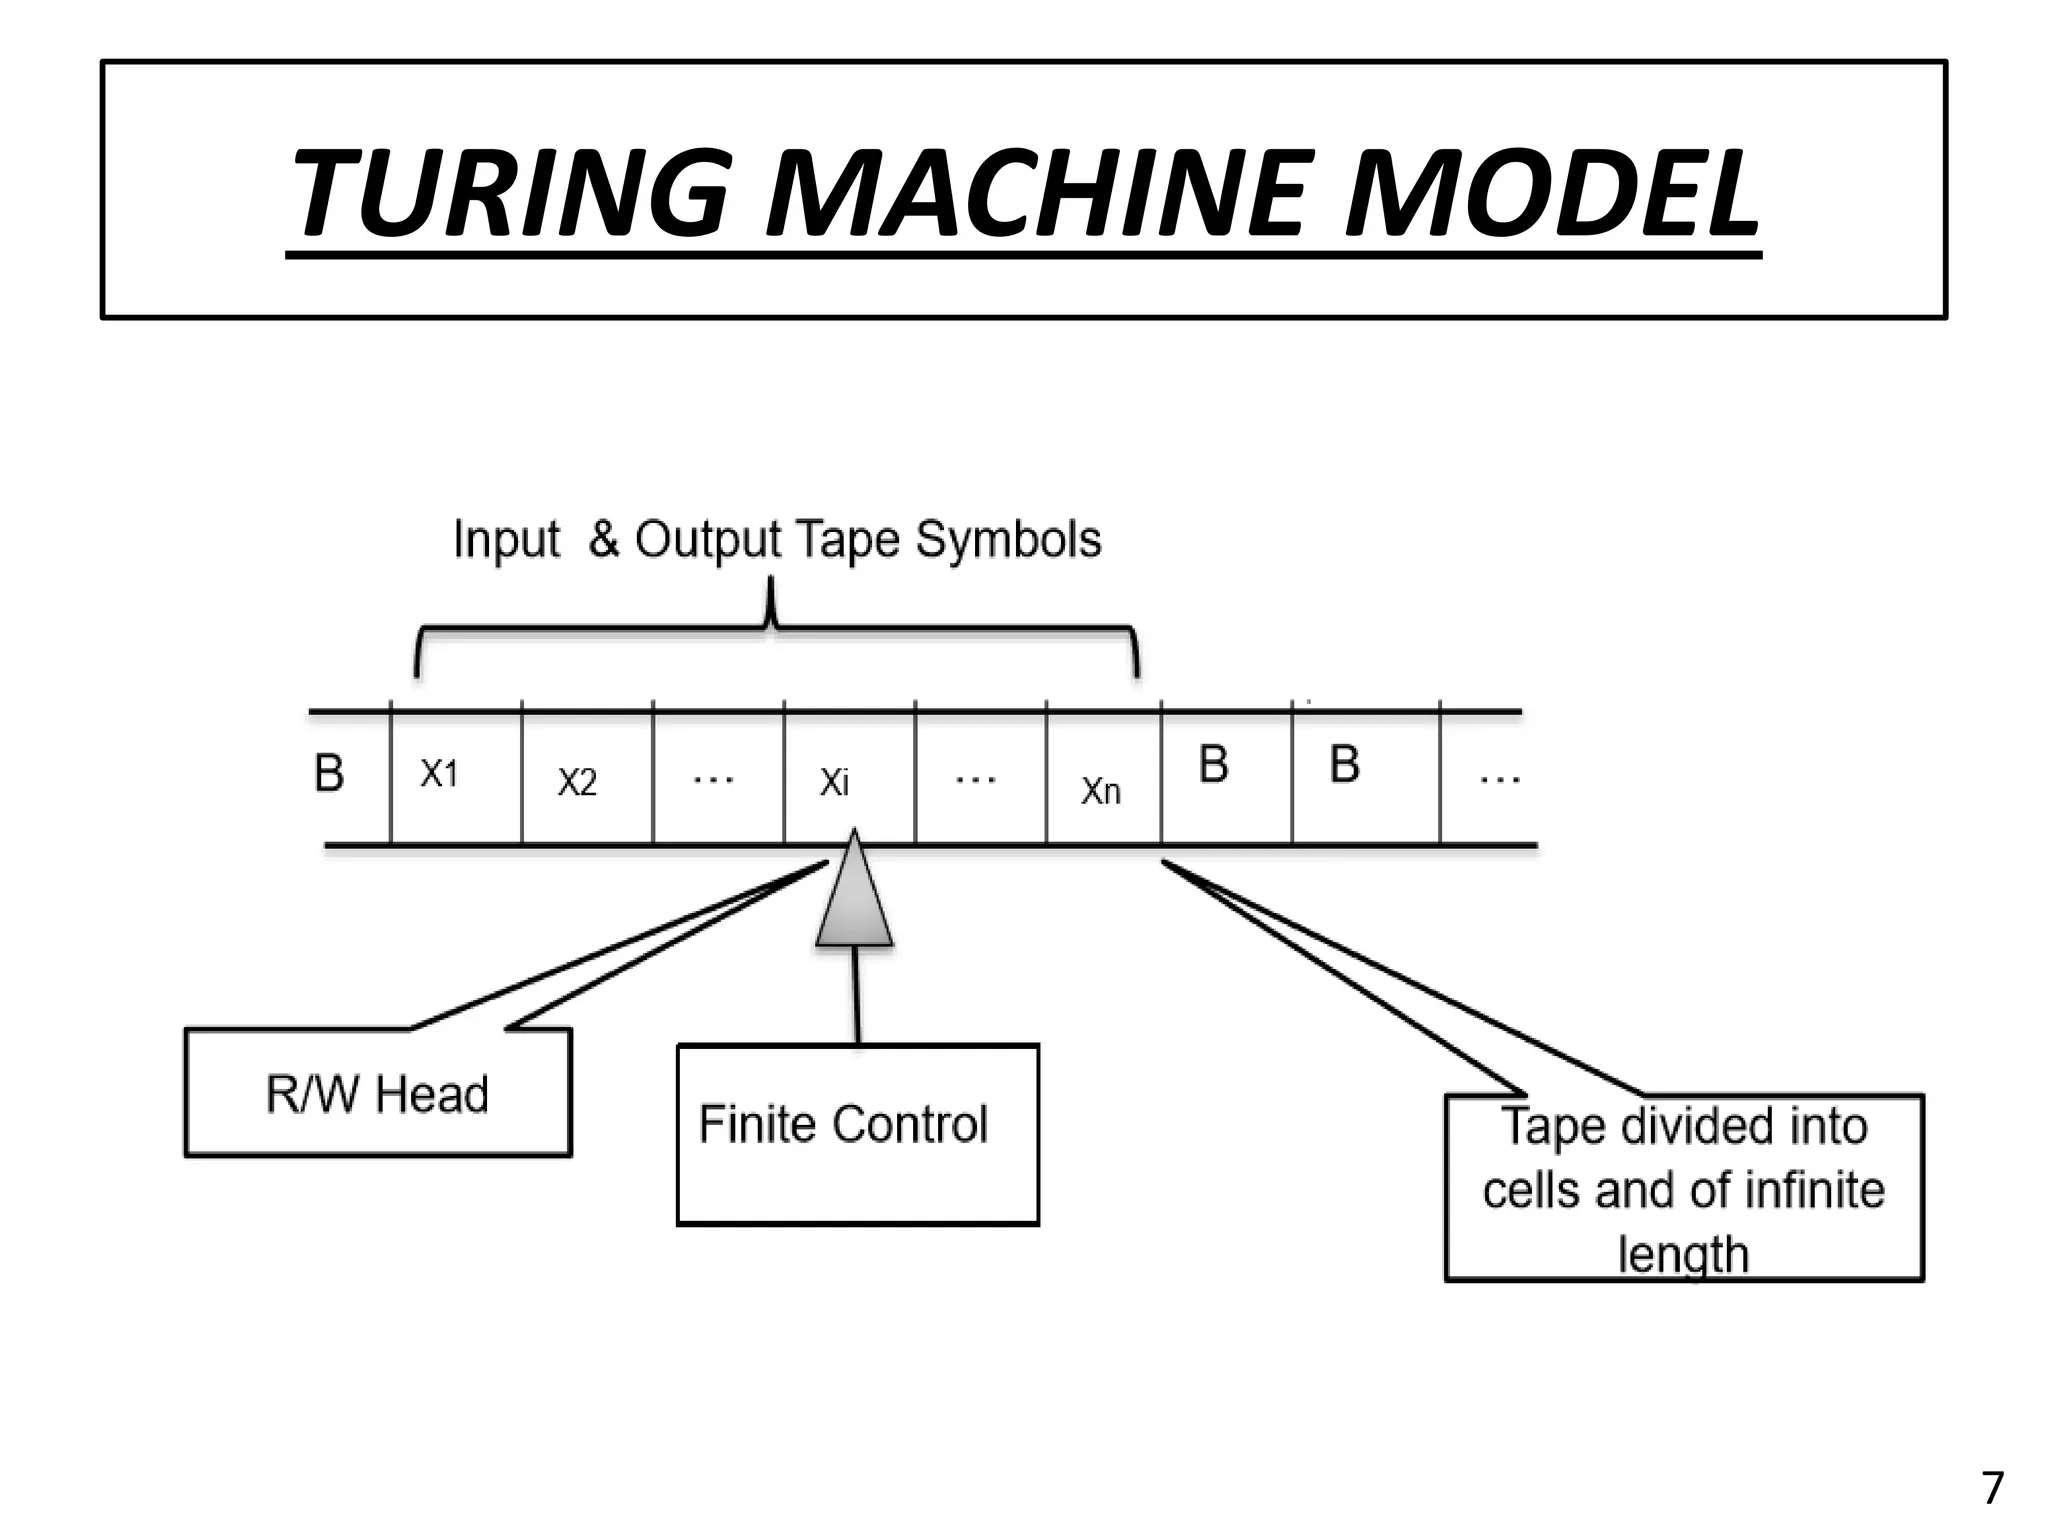 TURING MACHINE MODEL
Input & Output Tape Symbols
B X1 X2 ... Xi ... Xn B B ...
R/W Head
Finite Control
Tape divided into
cells and of infinite
length
7